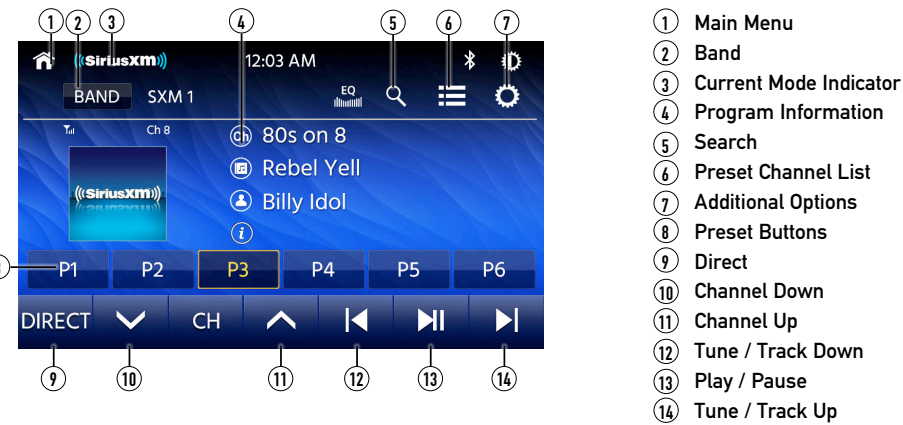 1 2 3 4 5 6 7
((SiriusXM)) 12:03 AM
BAND SXM 1 EQ
Ch 8
Ch 80s on 8
Rebel Yell
((SiriusXM))
Billy Idol
i
P1 P2 P3 P4 P5 P6
DIRECT CH
9 10 11 12 13 14
1 Main Menu
2 Band
3 Current Mode Indicator
4 Program Information
5 Search
6 Preset Channel List
7 Additional Options
8 Preset Buttons
9 Direct
10 Channel Down
11 Channel Up
12 Tune / Track Down
13 Play / Pause
14 Tune / Track Up